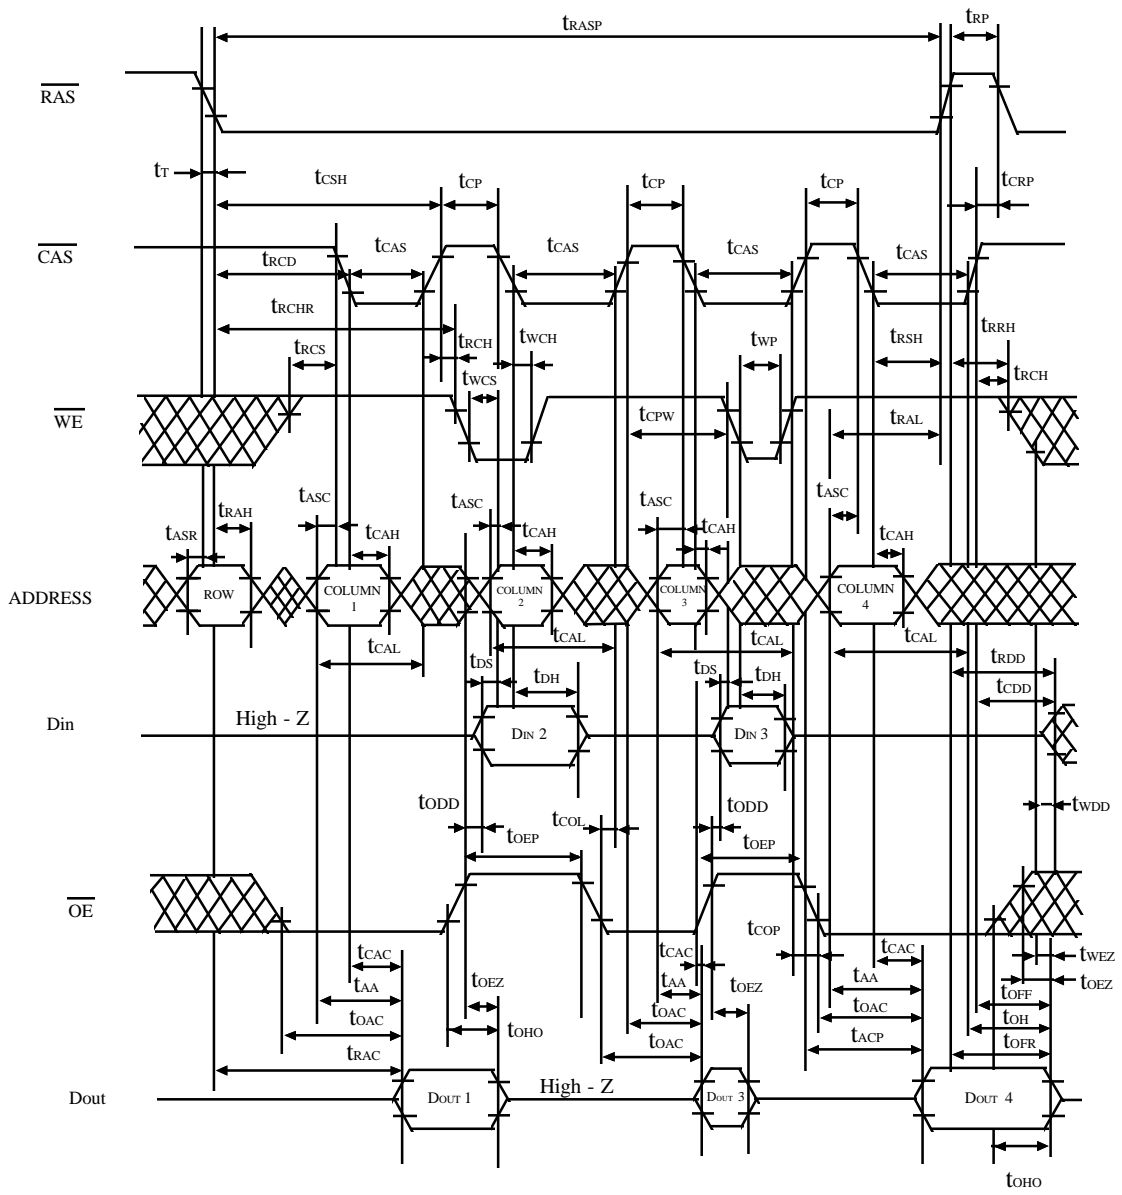 tRASP
tRP
RAS
tT
tCSH
tCP
tCP
tCP
tCRP
CAS
tRCD
tCAS
tCAS
tCAS
tCAS
tRCHR
tRCS
tRCH
tWCH
tWP
tRSH
tRRH
tWCS
tRCH
WE
tCPW
tRAL
tASR
tRAH
tASC
tCAH
tASC
tCAH
tASC
tCAH
tASC
tCAH
ADDRESS
ROW
COLUMN
1
COLUMN
2
COLUMN
3
COLUMN
4
tCAL
tCAL
tCAL
tCAL
tRDD
tDS
tDH
tDS
tDH
tCDD
Din
High - Z
DIN 2
DIN 3
tWDD
tODD
tOEP
tCOL
tODD
tOEP
OE
tCOP
tCAC
tCAC
tCAC
tWEZ
tAA
tOEZ
tAA
tOEZ
tAA
tOEZ
tOAC
tOHO
tOAC
tOAC
tOFF
tOH
tRAC
tOAC
tACP
tOFR
Dout
DOUT 1
High - Z
DOUT 3
DOUT 4
tOHO